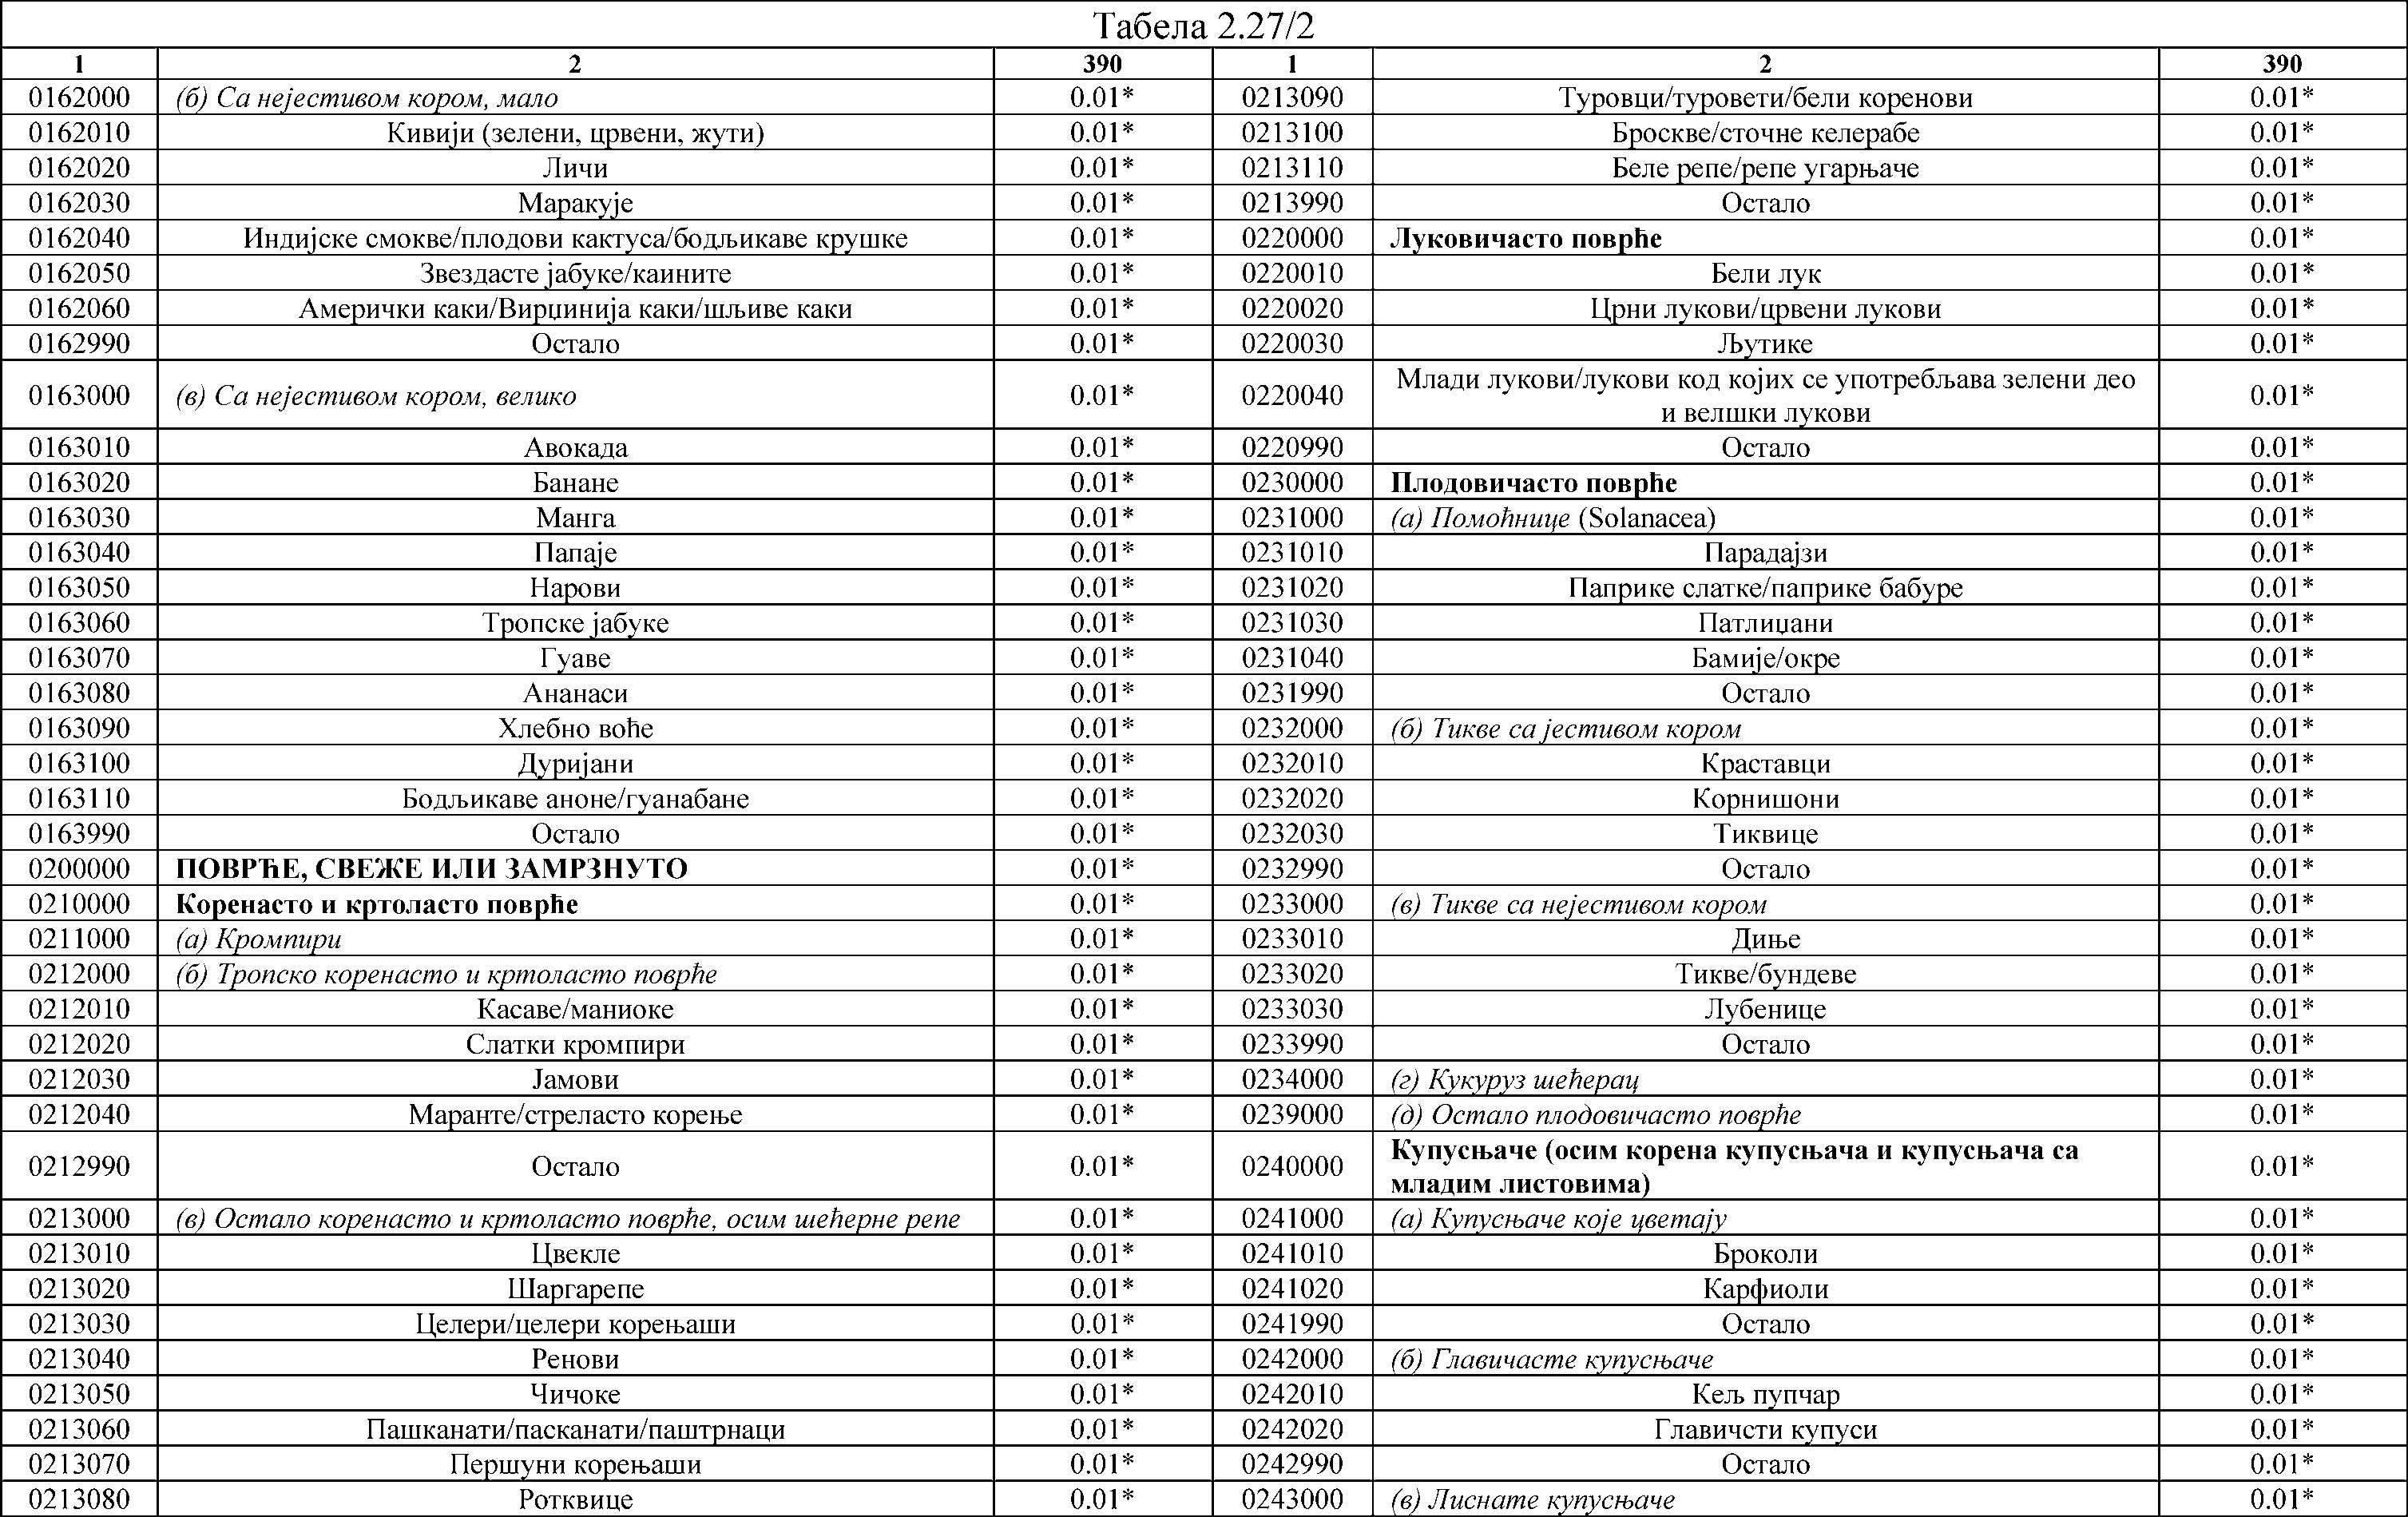 Табела 2.27/2
1 2 390 1 2 390
0162000 (б) Са нејестивом кором, мало 0.01* 0213090 Туровци/туровети/бели коренови 0.01*
0162010 Кивији (зелени, црвени, жути) 0.01* 0213100 Броскве/сточне келерабе 0.01*
0162020 Личи 0.01* 0213110 Беле репе/репе угарњаче 0.01*
0162030 Маракује 0.01* 0213990 Остало 0.01*
0162040 Индијске смокве/плодови кактуса/бодљикаве крушке 0.01* 0220000 Луковичасто поврће 0.01*
0162050 Звездасте јабуке/каините 0.01* 0220010 Бели лук 0.01*
0162060 Амерички каки/Вирџинија каки/шљиве каки 0.01* 0220020 Црни лукови/црвени лукови 0.01*
0162990 Остало 0.01* 0220030 Љутике 0.01*
0163000 (в) Са нејестивом кором, велико 0.01* 0220040 Млади лукови/лукови код којих се употребљава зелени део
и велшки лукови 0.01*
0163010 Авокада 0.01* 0220990 Остало 0.01*
0163020 Банане 0.01* 0230000 Плодовичасто поврће 0.01*
0163030 Манга 0.01* 0231000 (а) Помоћнице (Solanacea) 0.01*
0163040 Папаје 0.01* 0231010 Парадајзи 0.01*
0163050 Нарови 0.01* 0231020 Паприке слатке/паприке бабуре 0.01*
0163060 Тропске јабуке 0.01* 0231030 Патлиџани 0.01*
0163070 Гуаве 0.01* 0231040 Бамије/окре 0.01*
0163080 Ананаси 0.01* 0231990 Остало 0.01*
0163090 Хлебно воће 0.01* 0232000 (б) Тикве са јестивом кором 0.01*
0163100 Дуријани 0.01* 0232010 Краставци 0.01*
0163110 Бодљикаве аноне/гуанабане 0.01* 0232020 Корнишони 0.01*
0163990 Остало 0.01* 0232030 Тиквице 0.01*
0200000 ПОВРЋЕ, СВЕЖЕ ИЛИ ЗАМРЗНУТО 0.01* 0232990 Остало 0.01*
0210000 Коренасто и кртоласто поврће 0.01* 0233000 (в) Тикве са нејестивом кором 0.01*
0211000 (а) Кромпири 0.01* 0233010 Диње 0.01*
0212000 (б) Тропско коренасто и кртоласто поврће 0.01* 0233020 Тикве/бундеве 0.01*
0212010 Касаве/маниоке 0.01* 0233030 Лубенице 0.01*
0212020 Слатки кромпири 0.01* 0233990 Остало 0.01*
0212030 Јамови 0.01* 0234000 (г) Кукуруз шећерац 0.01*
0212040 Маранте/стреласто корење 0.01* 0239000 (д) Остало плодовичасто поврће 0.01*
0212990 Остало 0.01* 0240000 Купусњаче (осим корена купусњача и купусњача са
младим листовима) 0.01*
0213000 (в) Остало коренасто и кртоласто поврће, осим шећерне репе 0.01* 0241000 (а) Купусњаче које цветају 0.01*
0213010 Цвекле 0.01* 0241010 Броколи 0.01*
0213020 Шаргарепе 0.01* 0241020 Карфиоли 0.01*
0213030 Целери/целери корењаши 0.01* 0241990 Остало 0.01*
0213040 Ренови 0.01* 0242000 (б) Главичасте купусњаче 0.01*
0213050 Чичоке 0.01* 0242010 Кељ пупчар 0.01*
0213060 Пашканати/пасканати/паштрнаци 0.01* 0242020 Главичсти купуси 0.01*
0213070 Першуни корењаши 0.01* 0242990 Остало 0.01*
0213080 Ротквице 0.01* 0243000 (в) Лиснате купусњаче 0.01*